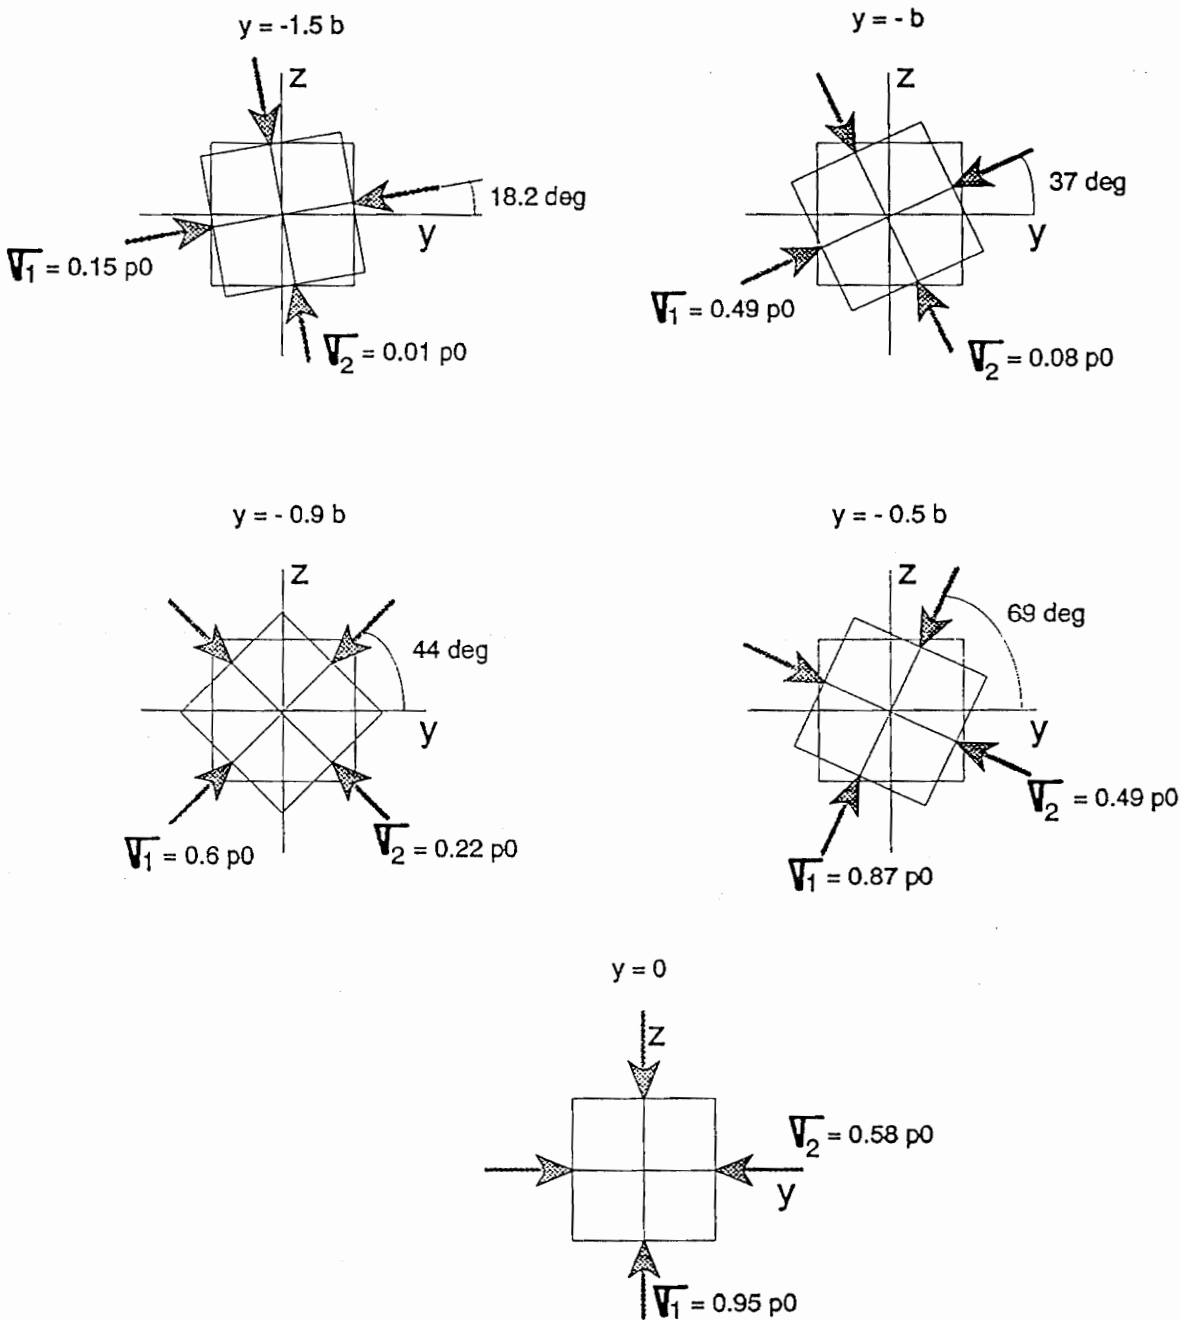 y = -1.5 b
z
18.2 deg
y
σ1 = 0.15 p0
σ2 = 0.01 p0
y = - b
z
37 deg
y
σ1 = 0.49 p0
σ2 = 0.08 p0
y = - 0.9 b
z
44 deg
y
σ1 = 0.6 p0
σ2 = 0.22 p0
y = - 0.5 b
z
69 deg
y
σ2 = 0.49 p0
σ1 = 0.87 p0
y = 0
z
σ2 = 0.58 p0
y
σ1 = 0.95 p0